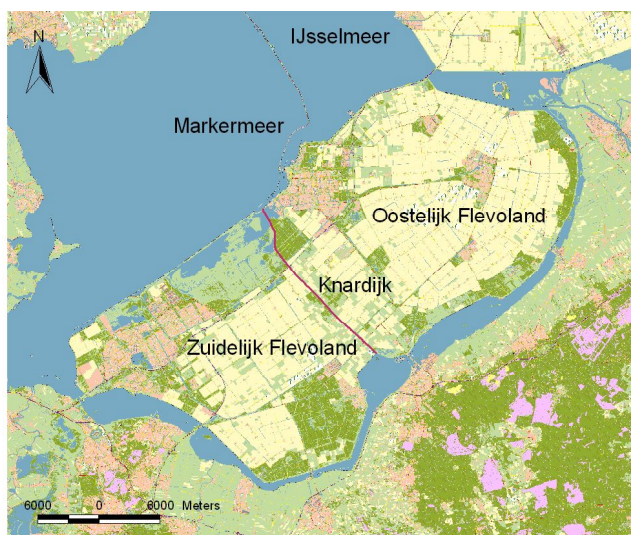 IJsselmeer
N
Markermeer
Oostelijk Flevoland
Knardijk
Zuidelijk Flevoland
6000 0 6000 Meters